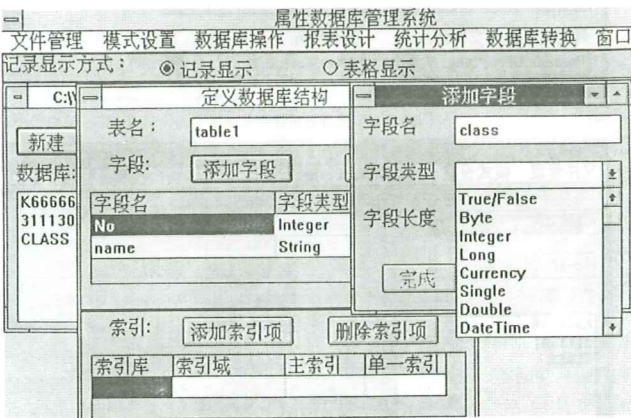 属性数据库管理系统
文件管理 模式设置 数据库操作 报表设计 统计分析 数据库转换 窗口
记录显示方式： 记录显示 表格显示
C:\
新建
数据库:
K66666
311130
CLASS
定义数据库结构
表名： table1
字段: 添加字段
字段名 字段类型
No Integer
name String
索引: 添加索引项 删除索引项
索引库 索引域 主索引 单一索引
添加字段
字段名 class
字段类型
字段长度
True/False
Byte
Integer
Long
Currency
Single
Double
DateTime
完成